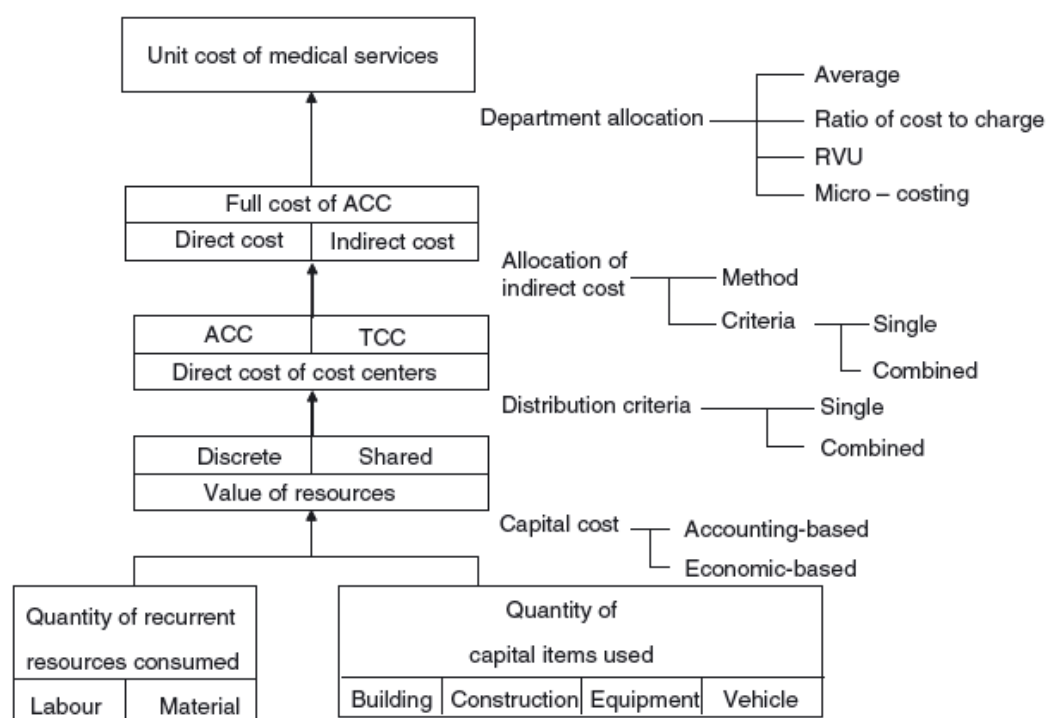 Unit cost of medical services
Department allocation
Average
Ratio of cost to charge
RVU
Micro – costing
Full cost of ACC
Direct cost
Indirect cost
Allocation of
indirect cost
Method
Criteria
Single
Combined
ACC
TCC
Direct cost of cost centers
Distribution criteria
Single
Combined
Discrete
Shared
Value of resources
Capital cost
Accounting-based
Economic-based
Quantity of recurrent
resources consumed
Labour
Material
Quantity of
capital items used
Building
Construction
Equipment
Vehicle